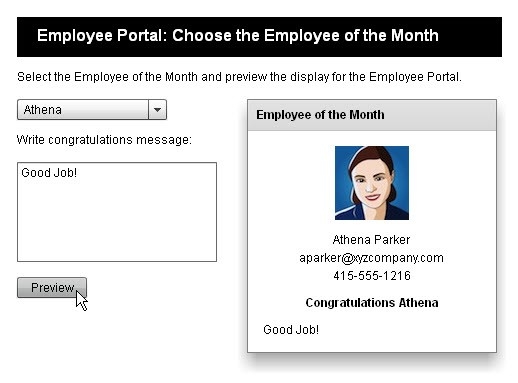 Employee Portal: Choose the Employee of the Month
Select the Employee of the Month and preview the display for the Employee Portal.
Athena
Write congratulations message:
Good Job!
Preview
Employee of the Month
Athena Parker
aparker@xyzcompany.com
415-555-1216
Congratulations Athena
Good Job!